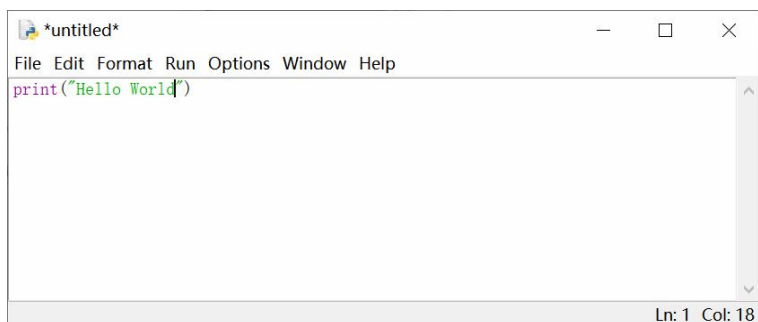 *untitled*
File Edit Format Run Options Window Help
print("Hello World")
Ln: 1 Col: 18